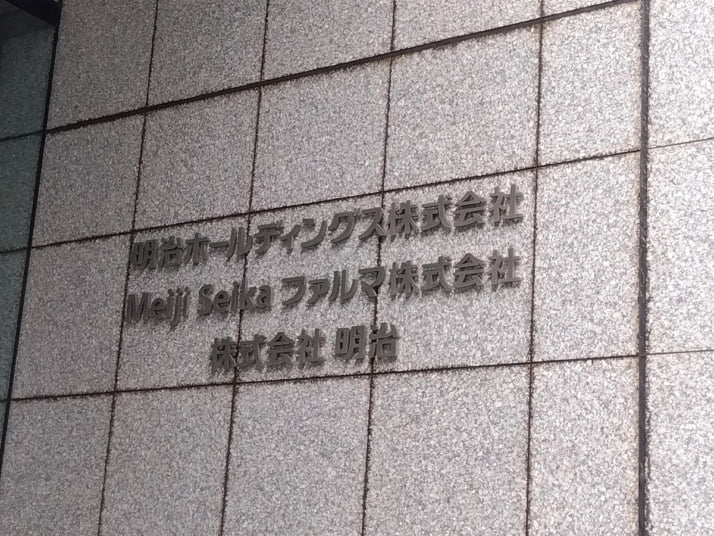 明治ホールディングス株式会社
Meiji Seika ファルマ株式会社
株式会社 明治